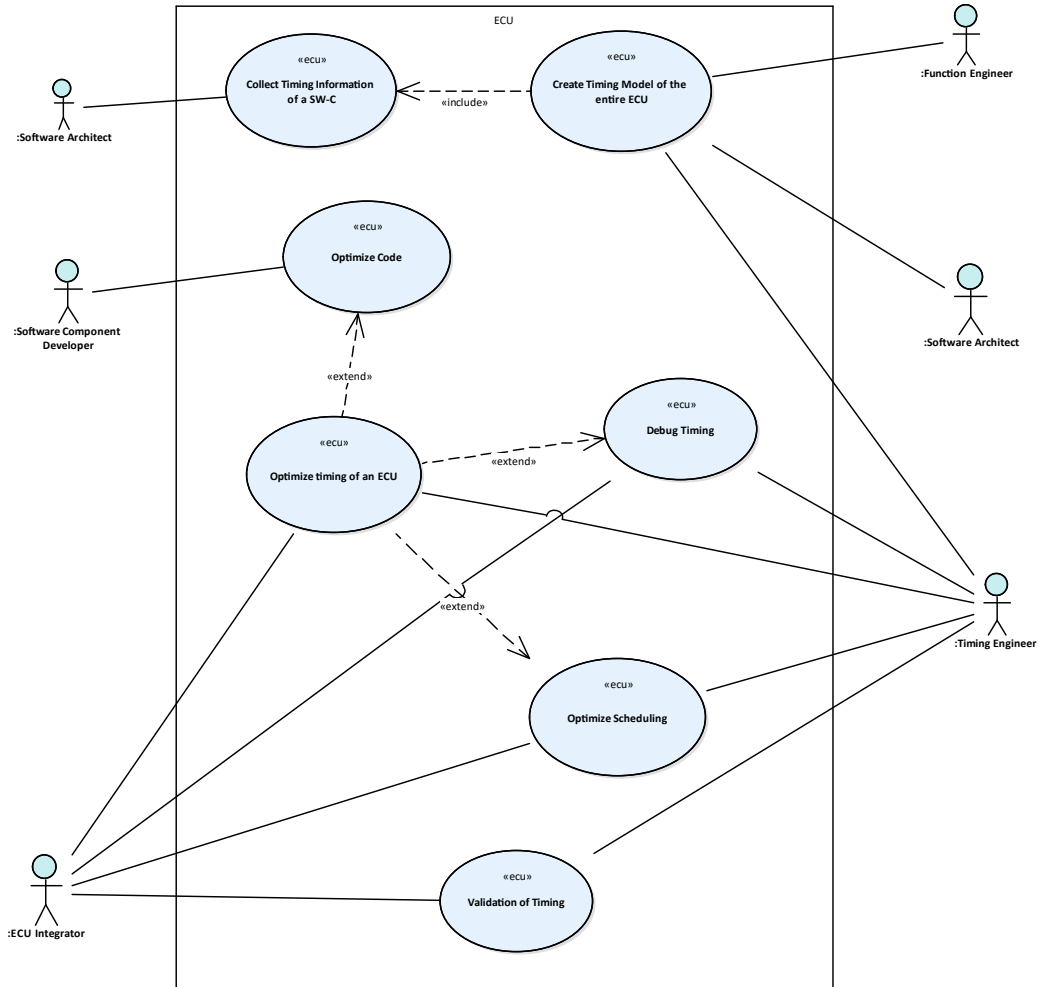 ECU
«ecu»
Collect Timing Information
of a SW-C
«ecu»
Create Timing Model of the
entire ECU
:Function Engineer
«include»
:Software Architect
«ecu»
Optimize Code
:Software Component
Developer
:Software Architect
«extend»
«ecu»
Debug Timing
«ecu»
Optimize timing of an ECU
«extend»
«extend»
:Timing Engineer
«ecu»
Optimize Scheduling
«ecu»
Validation of Timing
:ECU Integrator